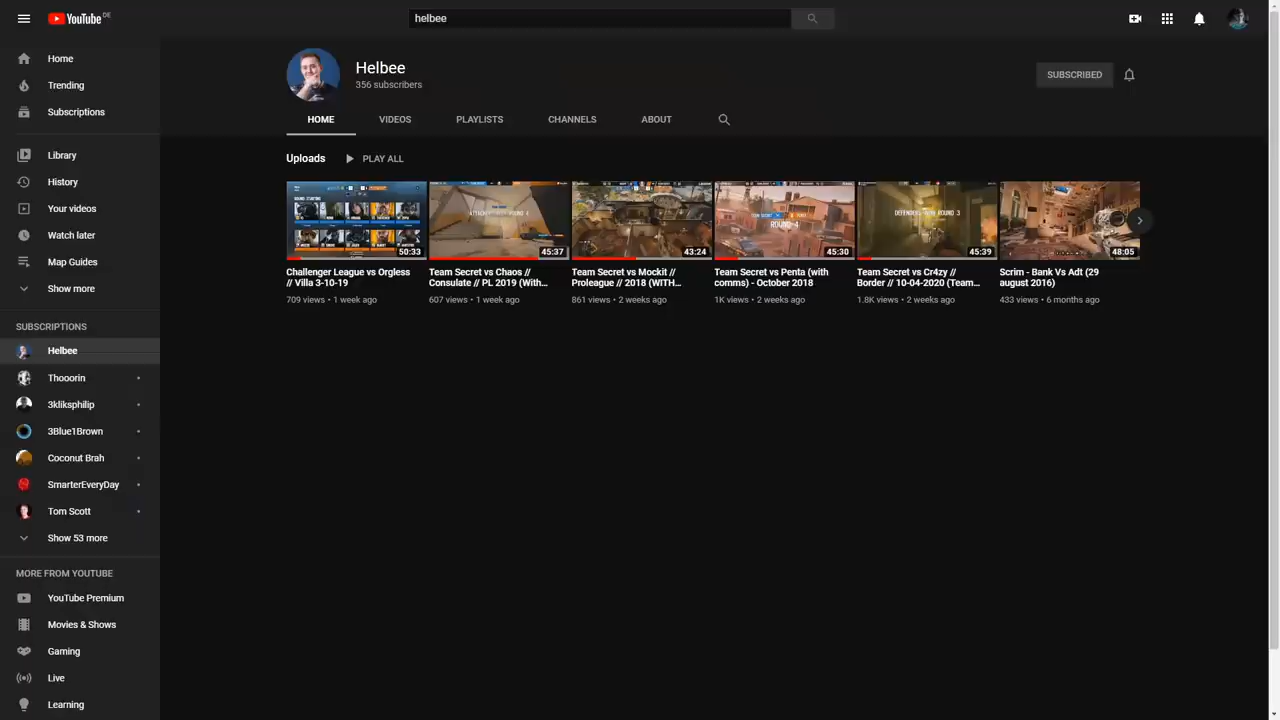 YouTube DE
helbee
Home
Trending
Subscriptions
Library
History
Your videos
Watch later
Map Guides
Show more
SUBSCRIPTIONS
Helbee
Thooorin
3kliksphilip
3Blue1Brown
Coconut Brah
SmarterEveryDay
Tom Scott
Show 53 more
MORE FROM YOUTUBE
YouTube Premium
Movies & Shows
Gaming
Live
Learning
Helbee
356 subscribers
SUBSCRIBED
HOME VIDEOS PLAYLISTS CHANNELS ABOUT
Uploads PLAY ALL
50:33
Challenger League vs Orgless
// Villa 3-10-19
709 views • 1 week ago
45:37
Team Secret vs Chaos //
Consulate // PL 2019 (With...
607 views • 1 week ago
43:24
Team Secret vs Mockit //
Proleague // 2018 (WITH...
861 views • 2 weeks ago
ROUND 4
45:30
Team Secret vs Penta (with
comms) - October 2018
1K views • 2 weeks ago
45:39
Team Secret vs Cr4zy //
Border // 10-04-2020 (Team...
1.8K views • 2 weeks ago
48:05
Scrim - Bank Vs Adt (29
august 2016)
433 views • 6 months ago